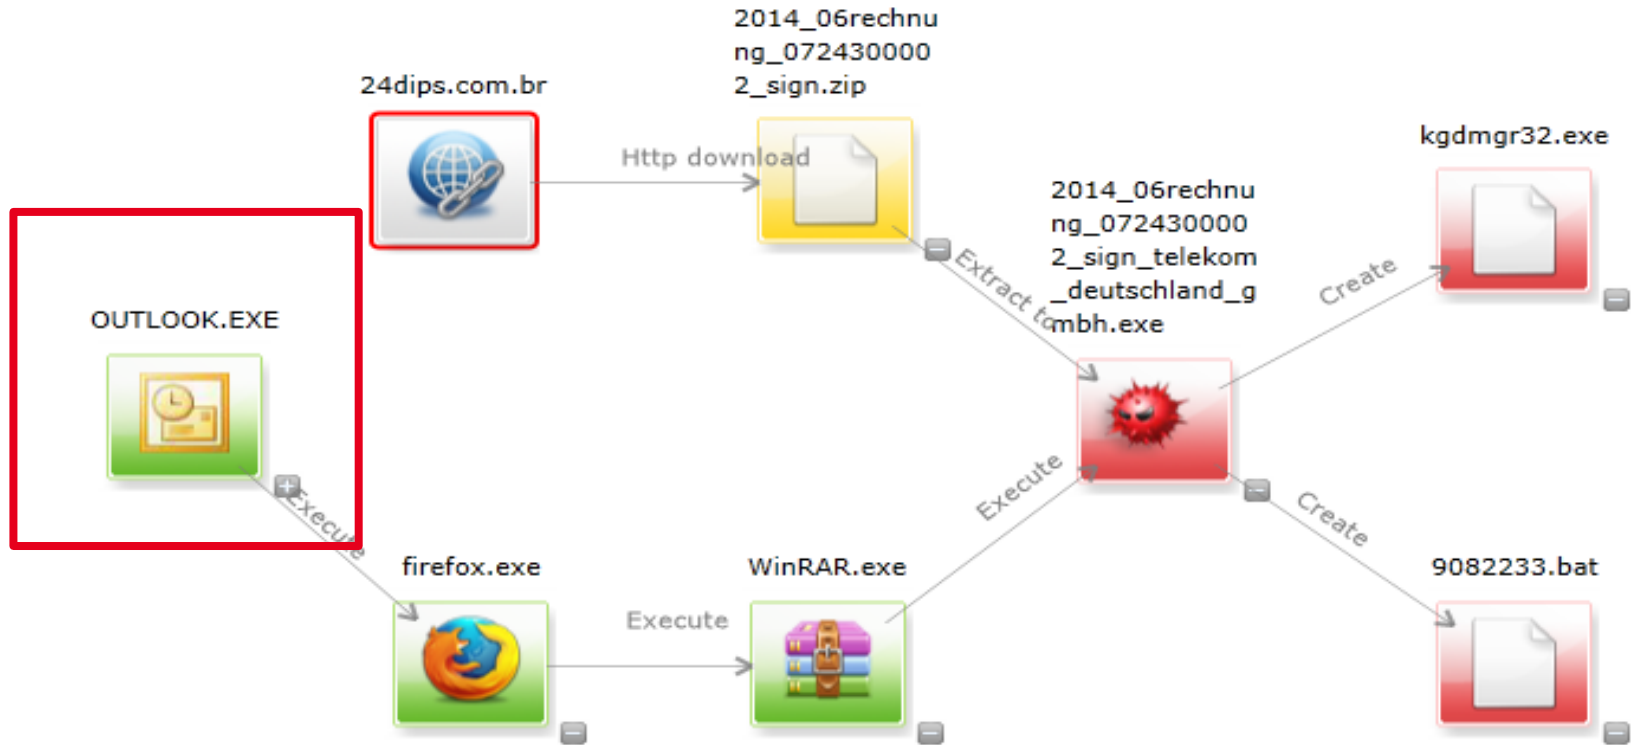 2014_06rechnu
ng_072430000
2_sign.zip
24dips.com.br
Http download
kgdmgr32.exe
2014_06rechnu
ng_072430000
2_sign_telekom
_deutschland_g
mbh.exe
Extract to
Create
OUTLOOK.EXE
Execute
Execute
Create
firefox.exe
WinRAR.exe
9082233.bat
Execute